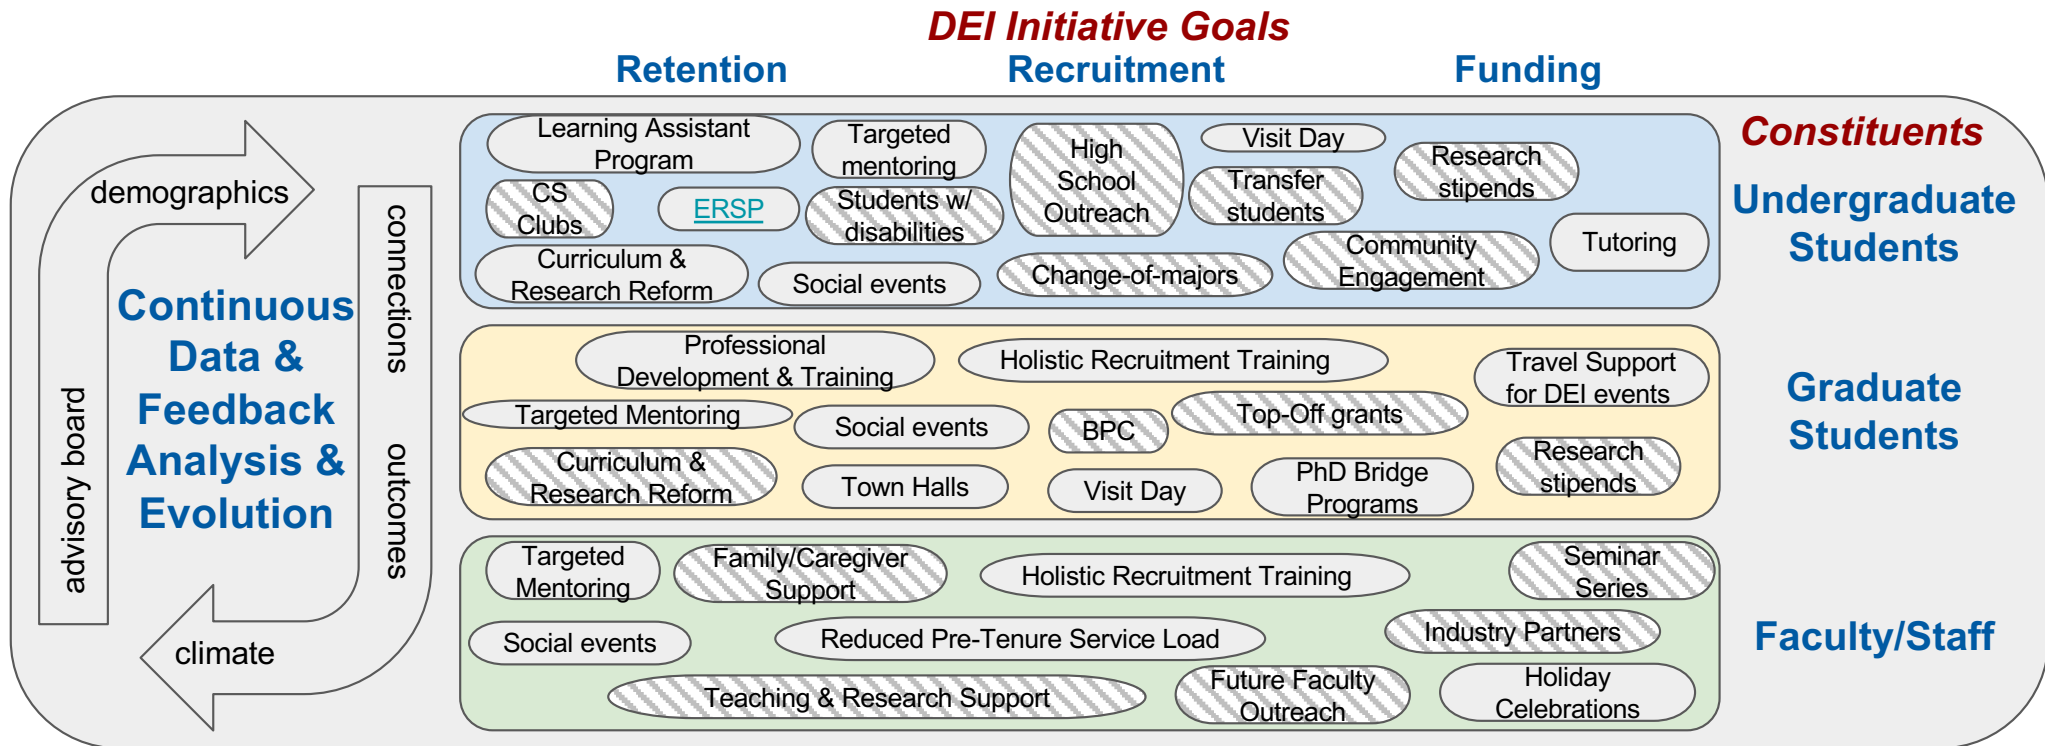 DEI Initiative Goals
Retention
Recruitment
Funding
Constituents
demographics
connections
outcomes
climate
advisory board
Continuous
Data &
Feedback
Analysis &
Evolution
Learning Assistant
Program
Targeted
mentoring
High
School
Outreach
Visit Day
Research
stipends
CS
Clubs
ERSP
Students w/
disabilities
Transfer
students
Tutoring
Curriculum &
Research Reform
Social events
Change-of-majors
Community
Engagement
Undergraduate
Students
Professional
Development & Training
Holistic Recruitment Training
Travel Support
for DEI events
Targeted Mentoring
Social events
BPC
Top-Off grants
Curriculum &
Research Reform
Town Halls
Visit Day
PhD Bridge
Programs
Research
stipends
Graduate
Students
Targeted
Mentoring
Family/Caregiver
Support
Holistic Recruitment Training
Seminar
Series
Social events
Reduced Pre-Tenure Service Load
Industry Partners
Teaching & Research Support
Future Faculty
Outreach
Holiday
Celebrations
Faculty/Staff